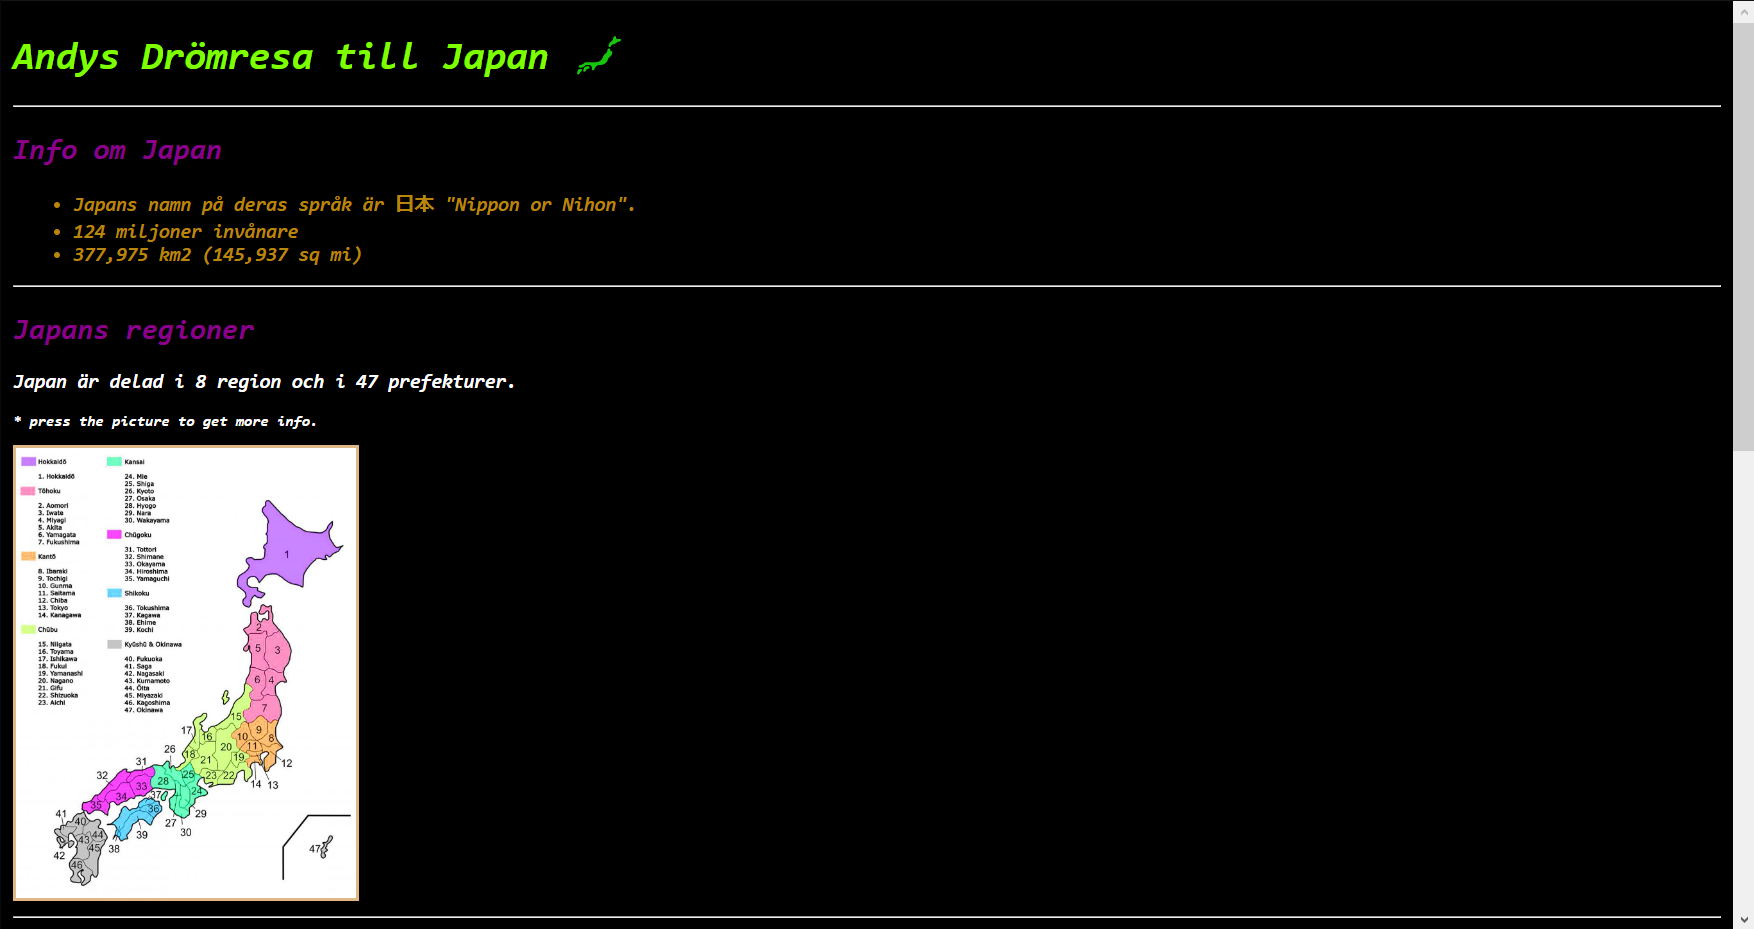 Andys Drömresa till Japan
Info om Japan
• Japans namn på deras språk är 日本 "Nippon or Nihon".
• 124 miljoner invånare
• 377,975 km2 (145,937 sq mi)
Japans regioner
Japan är delad i 8 region och i 47 prefekturer.
* press the picture to get more info.
Hokkaidō
1. Hokkaidō
Tōhoku
2. Aomori
3. Iwate
4. Miyagi
5. Akita
6. Yamagata
7. Fukushima
Kantō
8. Ibaraki
9. Tochigi
10. Gunma
11. Saitama
12. Chiba
13. Tokyo
14. Kanagawa
Chūbu
15. Niigata
16. Toyama
17. Ishikawa
18. Fukui
19. Yamanashi
20. Nagano
21. Gifu
22. Shizuoka
23. Aichi
Kansai
24. Mie
25. Shiga
26. Kyoto
27. Osaka
28. Hyogo
29. Nara
30. Wakayama
Chūgoku
31. Tottori
32. Shimane
33. Okayama
34. Hiroshima
35. Yamaguchi
Shikoku
36. Tokushima
37. Kagawa
38. Ehime
39. Kochi
Kyūshū & Okinawa
40. Fukuoka
41. Saga
42. Nagasaki
43. Kumamoto
44. Ōita
45. Miyazaki
46. Kagoshima
47. Okinawa
1
2
5
3
6
4
7
15
17
9
16
10
8
26
18
20
11
21
19
12
31
32
28
25
23
22
14
13
33
24
34
37
35
36
41
40
27
29
44
39
30
43
45
38
42
46
47